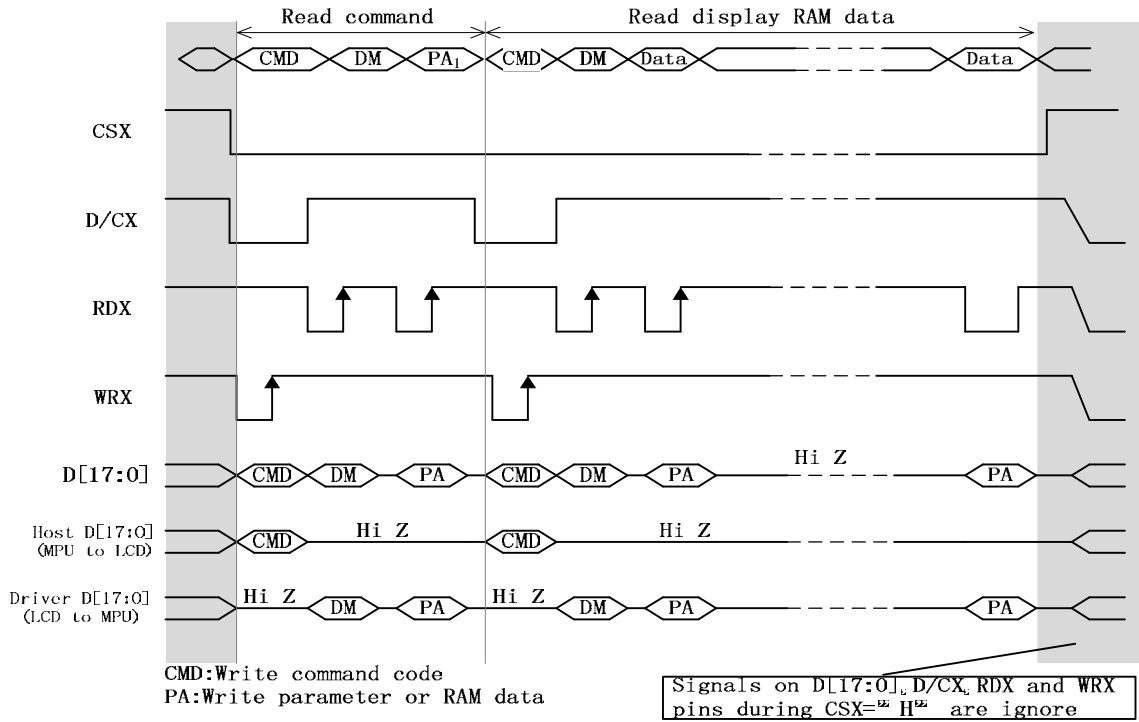 Read command
Read display RAM data
CMD DM PA1 CMD DM Data Data
CSX
D/CX
RDX
WRX
Hi Z
D[17:0] CMD DM PA CMD DM PA PA
Host D[17:0]
(MPU to LCD)
CMD Hi Z CMD Hi Z
Driver D[17:0]
(LCD to MPU)
Hi Z DM PA Hi Z DM PA PA
CMD:Write command code
PA:Write parameter or RAM data
Signals on D[17:0], D/CX, RDX and WRX
pins during CSX="H" are ignore